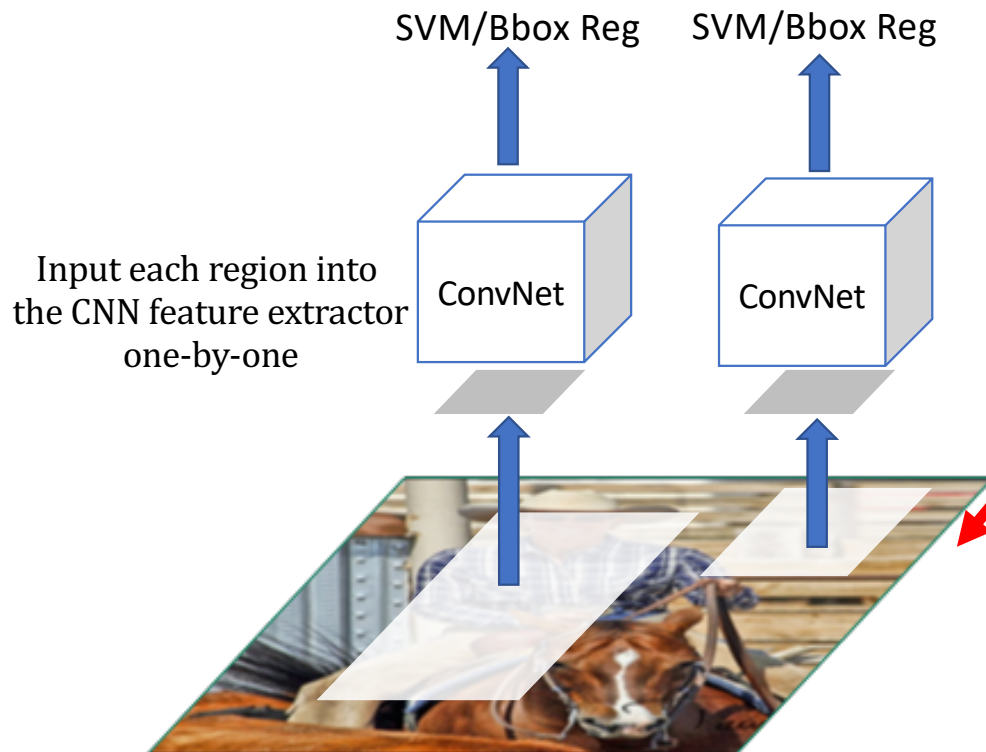 SVM/Bbox Reg
SVM/Bbox Reg
Input each region into
the CNN feature extractor
one-by-one
ConvNet
ConvNet